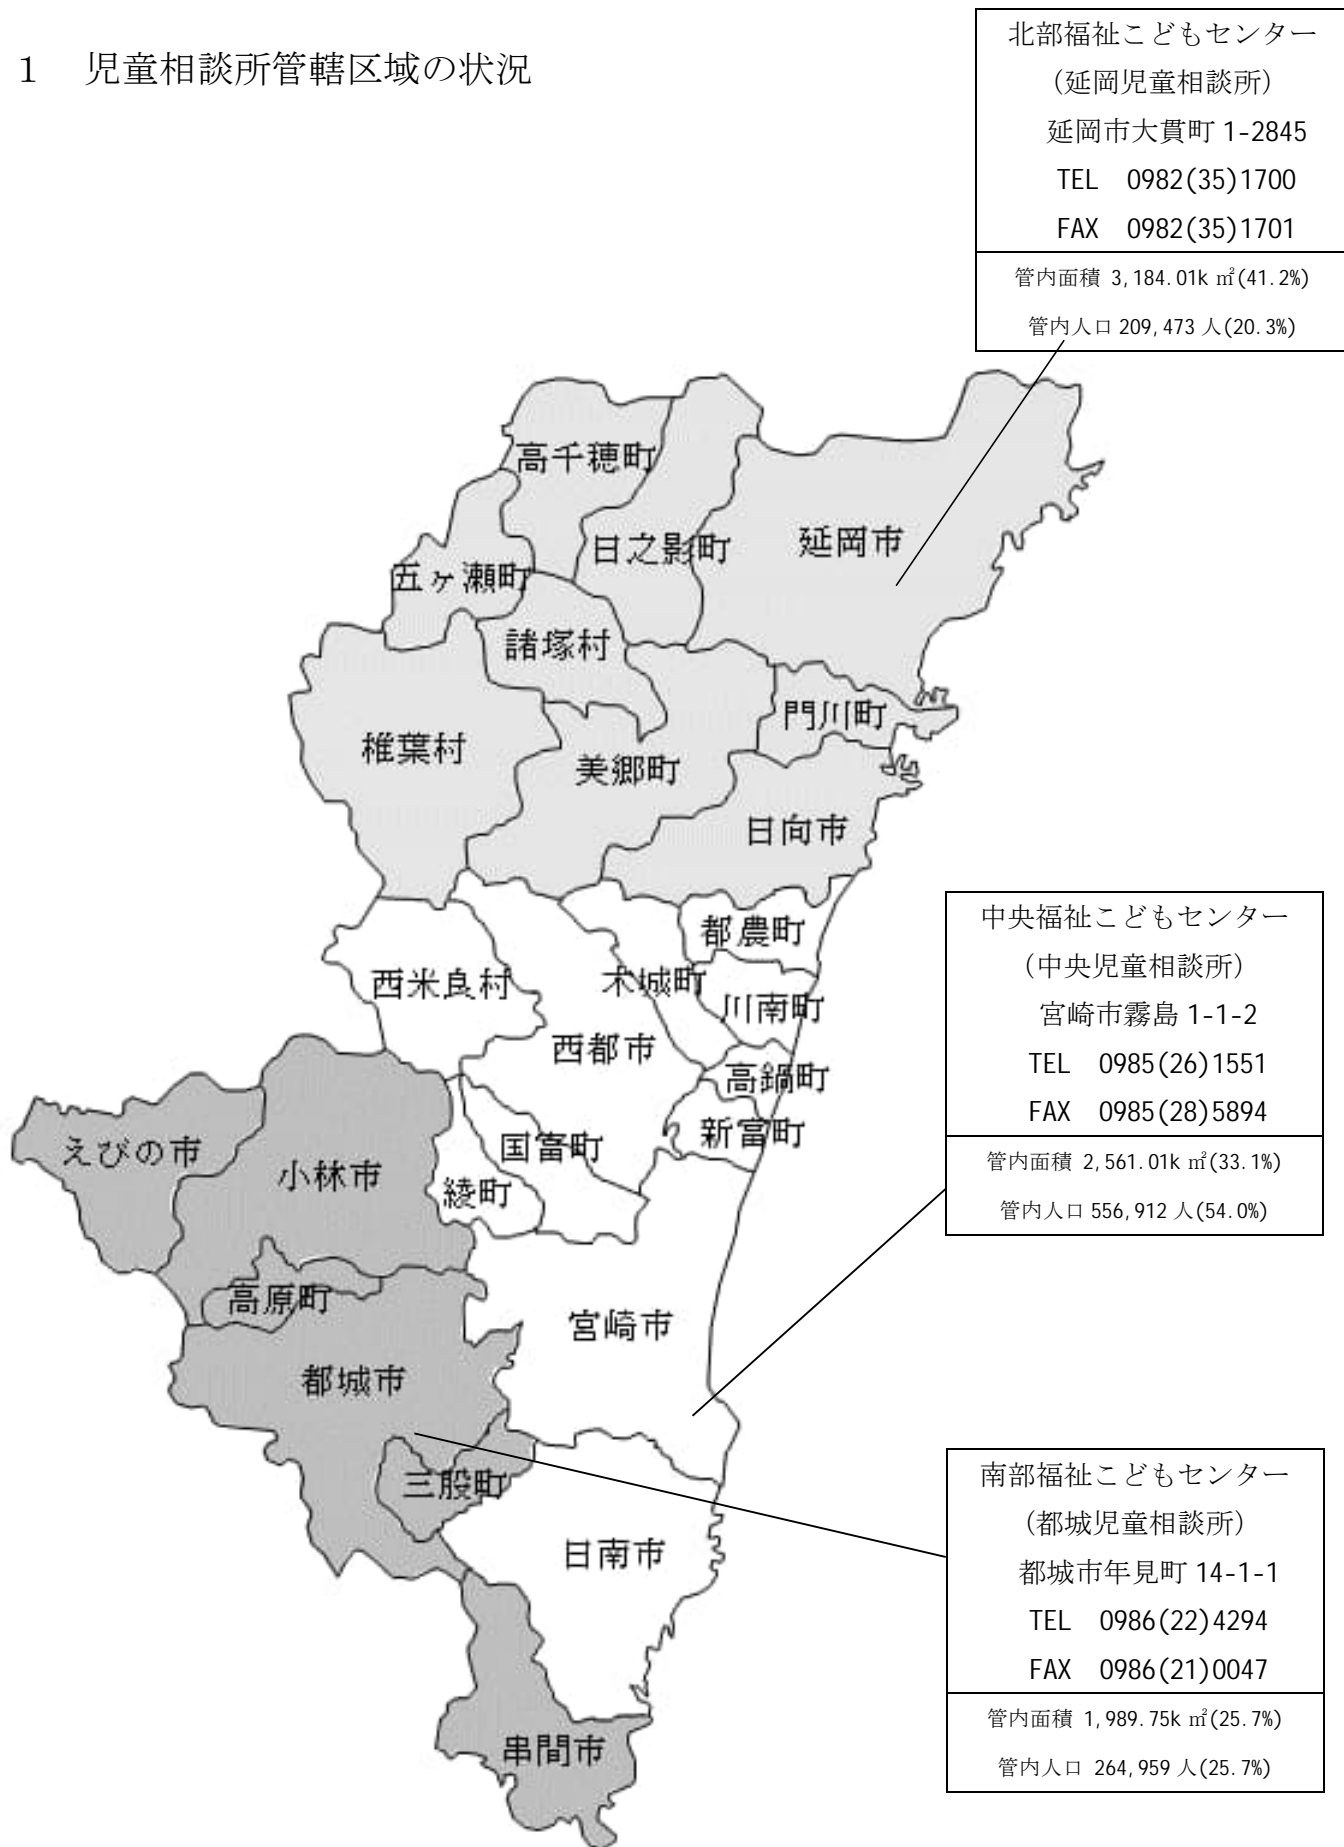 1 児童相談所管轄区域の状況
北部福祉こどもセンター
（延岡児童相談所）
延岡市大貫町 1-2845
TEL 0982(35)1700
FAX 0982(35)1701
管内面積 3,184.01k ㎡(41.2%)
管内人口 209,473 人(20.3%)
高千穂町
日之影町
延岡市
五ヶ瀬町
諸塚村
門川町
椎葉村
美郷町
日向市
都農町
西米良村
木城町
川南町
西都市
高鍋町
新富町
国富町
綾町
えびの市
小林市
高原町
宮崎市
都城市
三股町
日南市
串間市
中央福祉こどもセンター
（中央児童相談所）
宮崎市霧島 1-1-2
TEL 0985(26)1551
FAX 0985(28)5894
管内面積 2,561.01k ㎡(33.1%)
管内人口 556,912 人(54.0%)
南部福祉こどもセンター
（都城児童相談所）
都城市年見町 14-1-1
TEL 0986(22)4294
FAX 0986(21)0047
管内面積 1,989.75k ㎡(25.7%)
管内人口 264,959 人(25.7%)